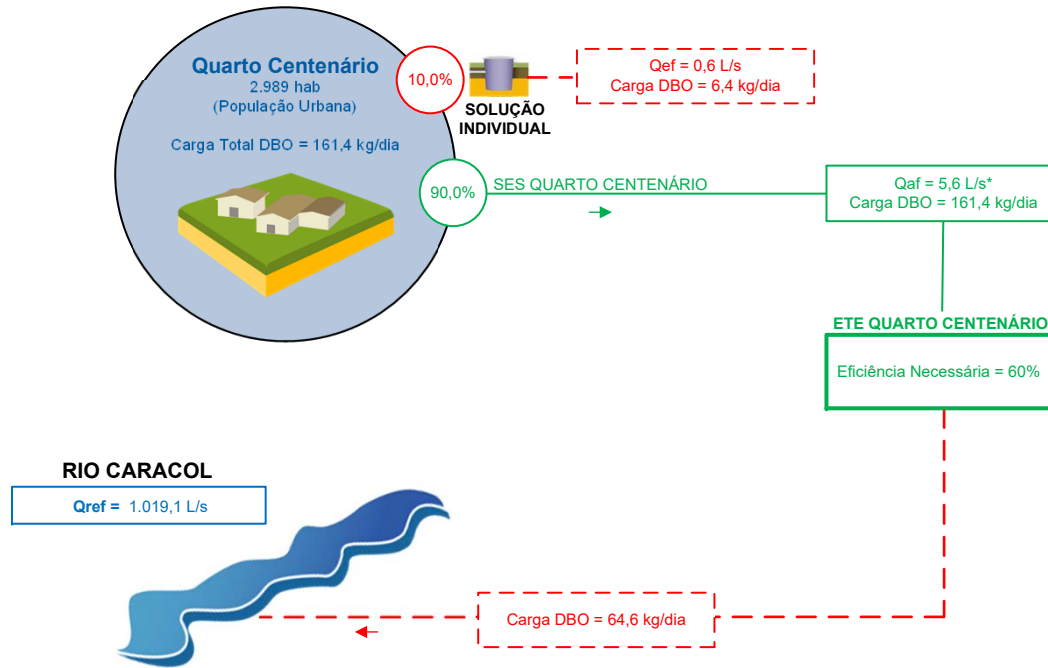 Quarto Centenário
2.989 hab
(População Urbana)
Carga Total DBO = 161,4 kg/dia
10,0%
SOLUÇÃO
INDIVIDUAL
Qef = 0,6 L/s
Carga DBO = 6,4 kg/dia
90,0%
SES QUARTO CENTENÁRIO
Qaf = 5,6 L/s*
Carga DBO = 161,4 kg/dia
ETE QUARTO CENTENÁRIO
Eficiência Necessária = 60%
RIO CARACOL
Qref = 1.019,1 L/s
Carga DBO = 64,6 kg/dia